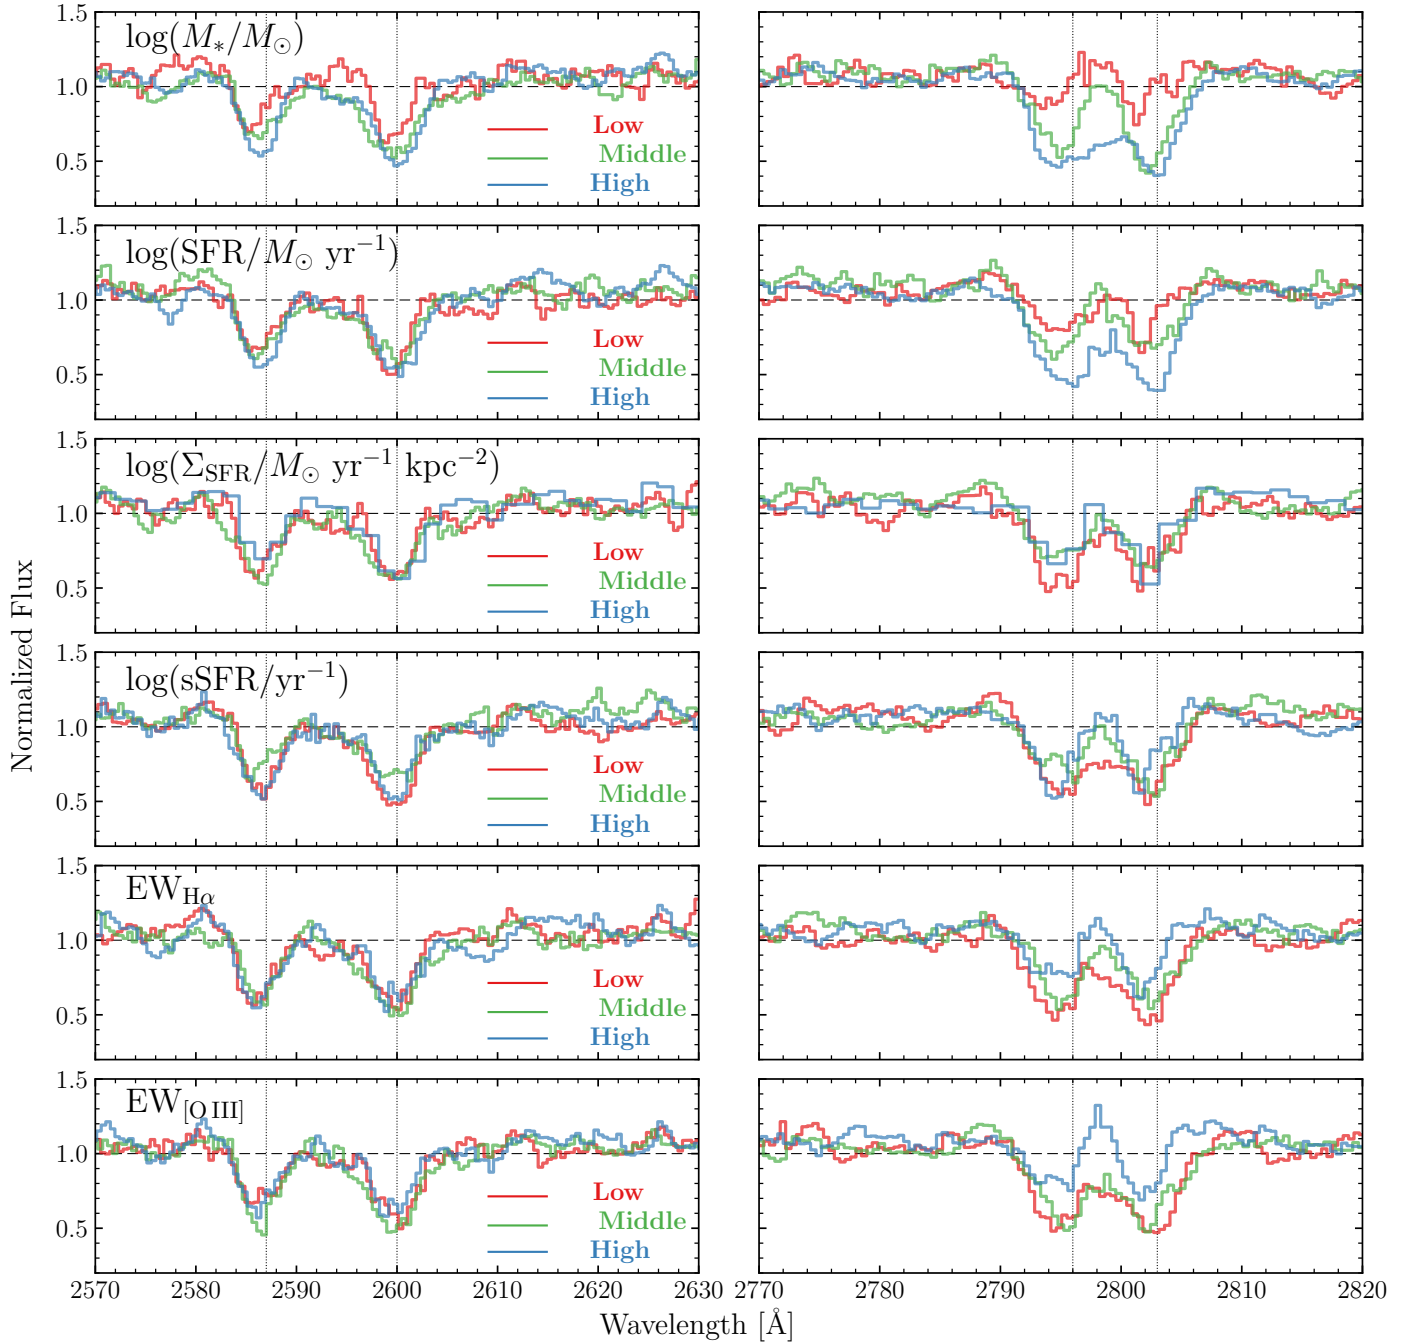 log(M*/M⊙)
1.5
1.0
0.5
Low
Middle
High
log(SFR/M⊙ yr−1)
1.5
1.0
0.5
Low
Middle
High
log(ΣSFR/M⊙ yr−1 kpc−2)
1.5
1.0
0.5
Low
Middle
High
log(sSFR/yr−1)
1.5
1.0
0.5
Low
Middle
High
EWHα
1.5
1.0
0.5
Low
Middle
High
EW[O III]
1.5
1.0
0.5
Low
Middle
High
Normalized Flux
2570 2580 2590 2600 2610 2620 2630 2770 2780 2790 2800 2810 2820
Wavelength [Å]